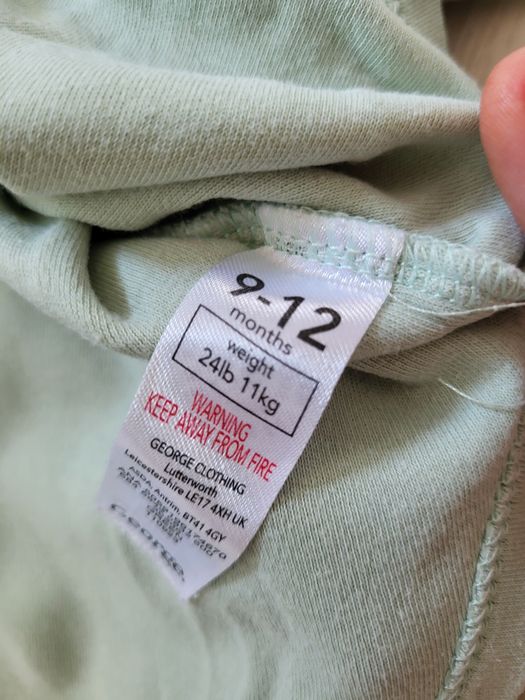 9-12
months
weight
24lb 11kg
WARNING
KEEP AWAY FROM FIRE
GEORGE CLOTHING
Lutterworth
Leicestershire LE17 4XH UK
ASDA, Antrim, BT41 4GY
George.